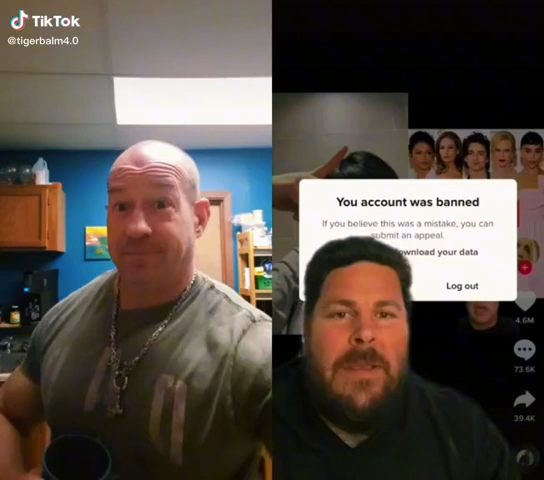 TikTok
@tigerbalm4.0
You account was banned
If you believe this was a mistake, you can
submit an appeal.
ownload your data
Log out
4.6M
73.6K
39.4K